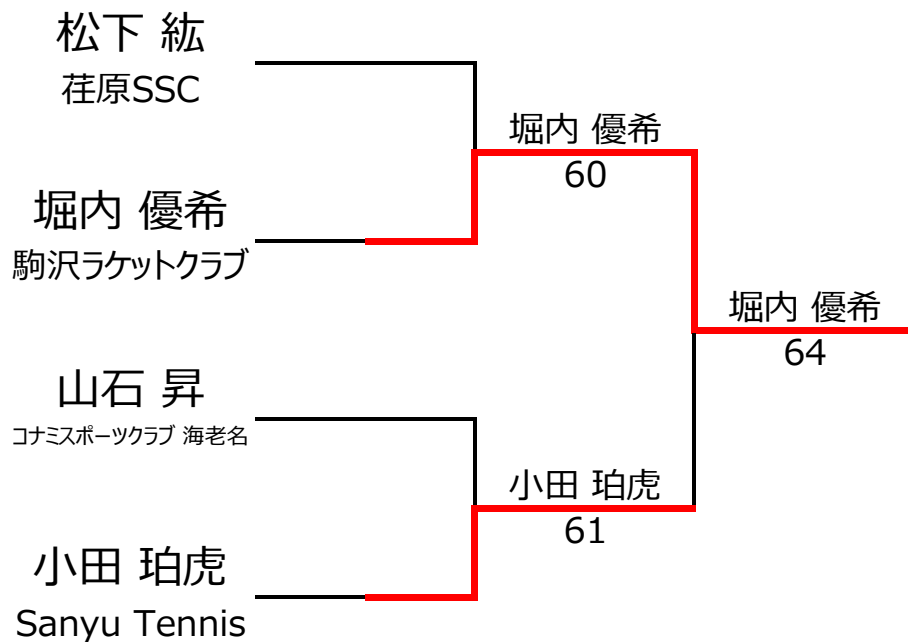 松下 紘
荏原SSC
堀内 優希
60
堀内 優希
駒沢ラケットクラブ
堀内 優希
64
山石 昇
コナミスポーツクラブ 海老名
小田 珀虎
61
小田 珀虎
Sanyu Tennis